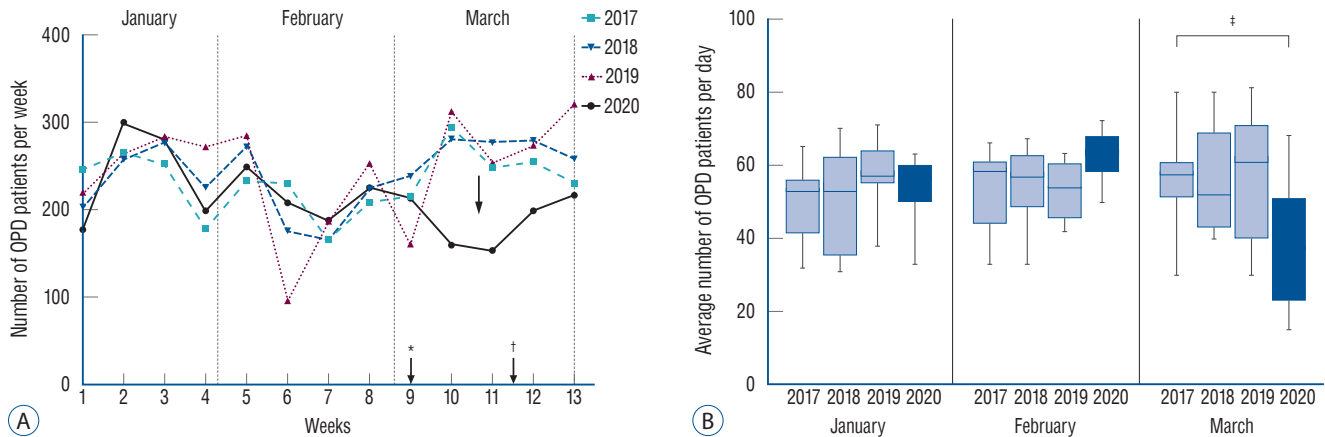 January February March
2017
2018
2019
2020
Number of OPD patients per week
400
300
200
100
0
* †
1 2 3 4 5 6 7 8 9 10 11 12 13
Weeks
A
Average number of OPD patients per day
100
80
60
40
20
0
‡
2017 2018 2019 2020 2017 2018 2019 2020 2017 2018 2019 2020
January February March
B